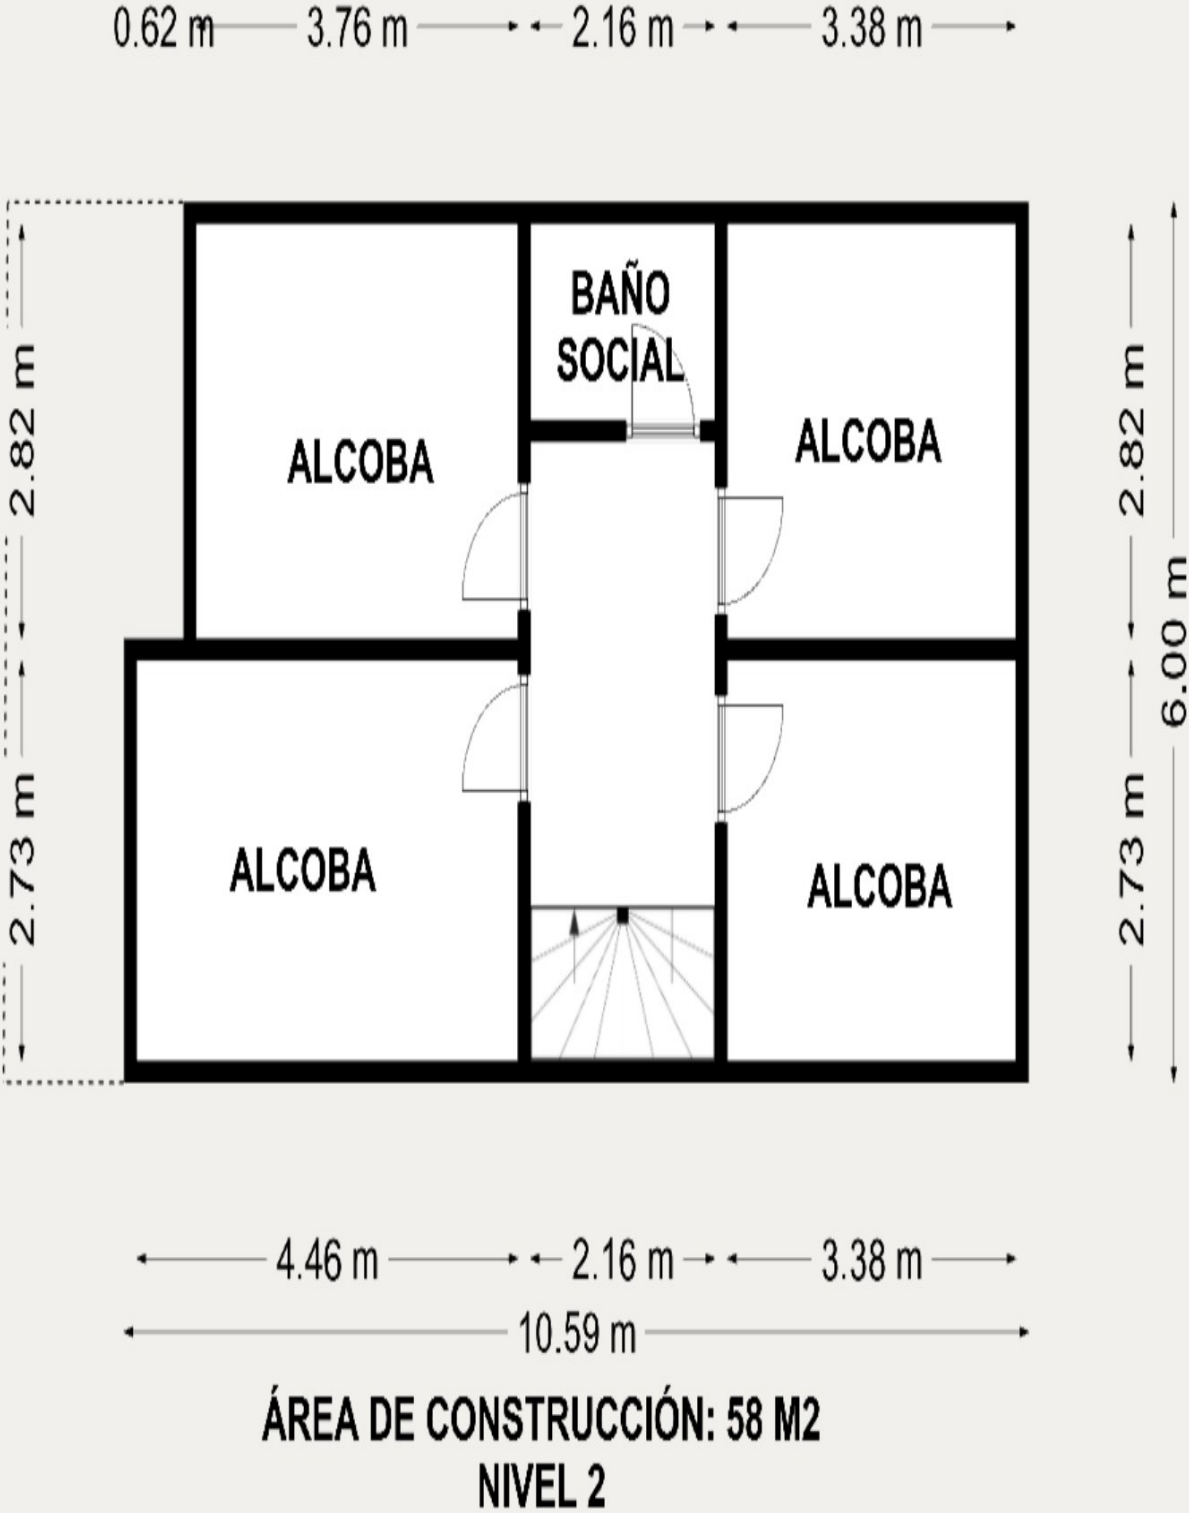 0.62 m 3.76 m 2.16 m 3.38 m
BAÑO
SOCIAL
2.82 m
2.82 m
ALCOBA
ALCOBA
6.00 m
2.73 m
2.73 m
ALCOBA
ALCOBA
4.46 m 2.16 m 3.38 m
10.59 m
ÁREA DE CONSTRUCCIÓN: 58 M2
NIVEL 2